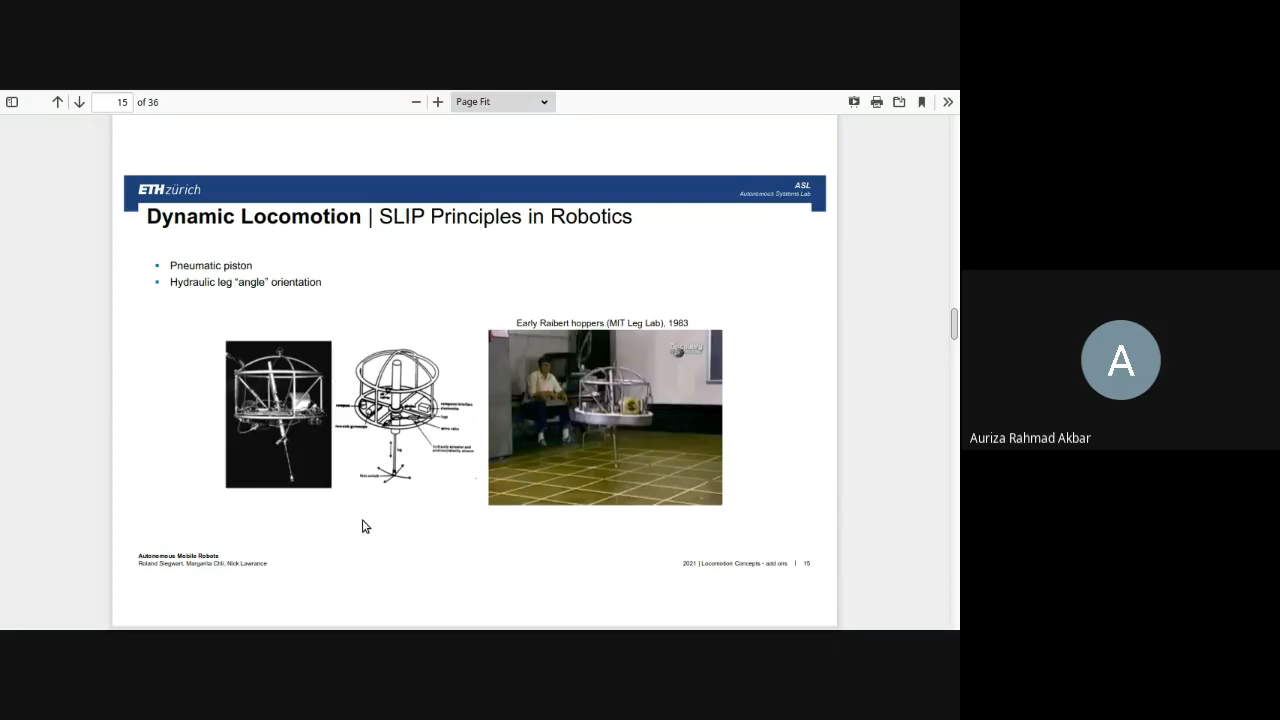 15 of 36
Page Fit
ETH zürich
ASL
Autonomous Systems Lab
Dynamic Locomotion | SLIP Principles in Robotics
Pneumatic piston
Hydraulic leg “angle” orientation
Early Raibert hoppers (MIT Leg Lab), 1983
Discovery
leg
Autonomous Mobile Robots
Roland Siegwart, Margarita Chli, Nick Lawrance
2021 | Locomotion Concepts - add ons | 15
A
Auriza Rahmad Akbar